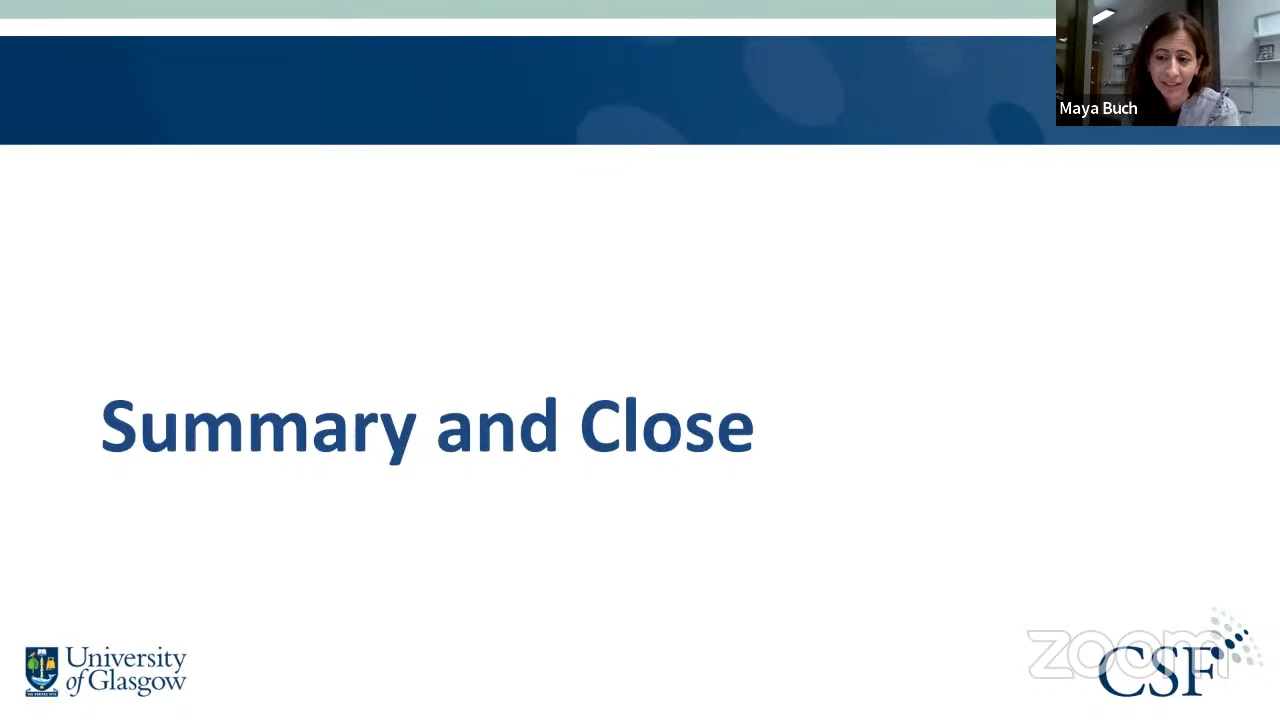 Maya Buch
Summary and Close
University
of Glasgow
zoom
CSF